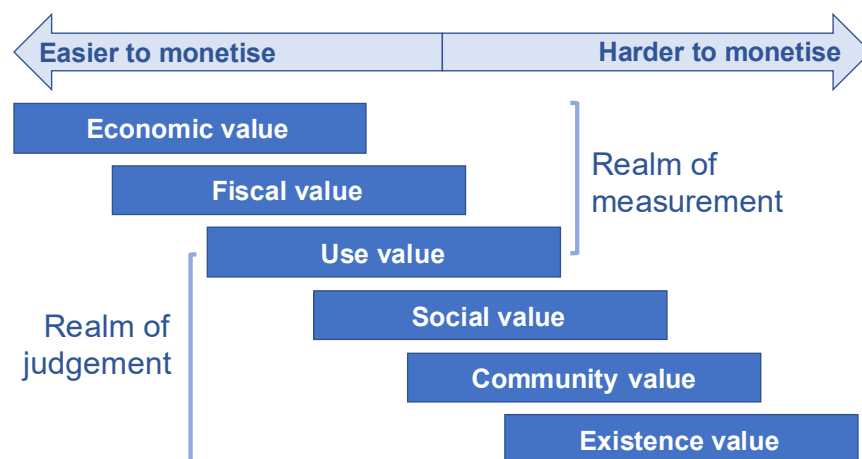 Easier to monetise
Harder to monetise
Economic value
Fiscal value
Realm of
measurement
Use value
Social value
Realm of
judgement
Community value
Existence value